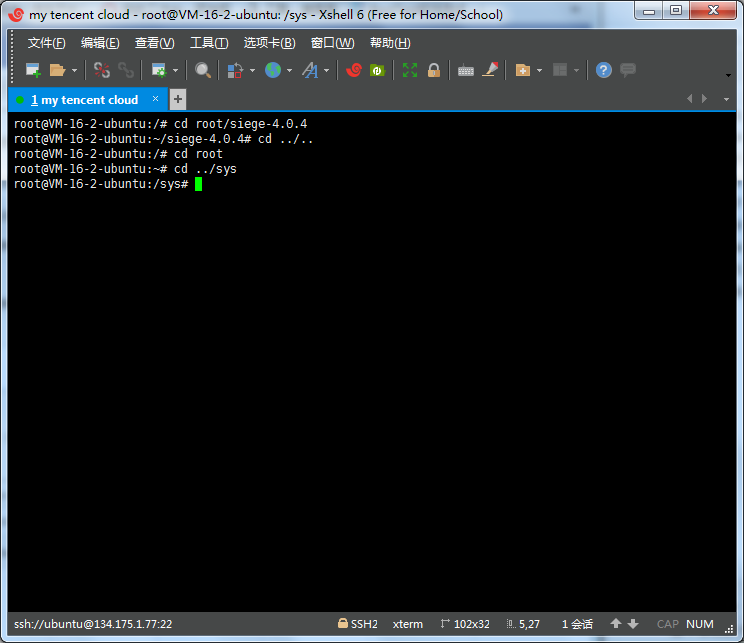 my tencent cloud - root@VM-16-2-ubuntu: /sys - Xshell 6 (Free for Home/School)
文件(F) 编辑(E) 查看(V) 工具(T) 选项卡(B) 窗口(W) 帮助(H)
1 my tencent cloud × +
root@VM-16-2-ubuntu:/# cd root/siege-4.0.4
root@VM-16-2-ubuntu:~/siege-4.0.4# cd ../..
root@VM-16-2-ubuntu:/# cd root
root@VM-16-2-ubuntu:~# cd ../sys
root@VM-16-2-ubuntu:/sys#
ssh://ubuntu@134.175.1.77:22 SSH2 xterm 102x32 5,27 1 会话 CAP NUM